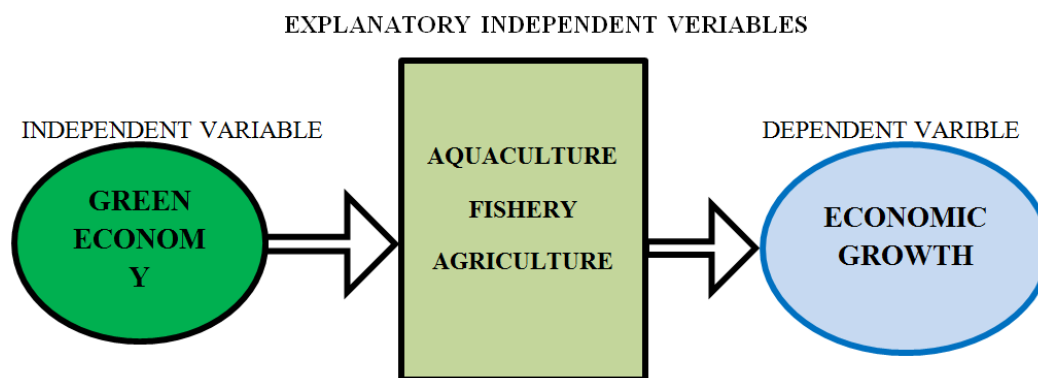 EXPLANATORY INDEPENDENT VERIABLES
INDEPENDENT VARIABLE
GREEN
ECONOM
Y
AQUACULTURE
FISHERY
AGRICULTURE
DEPENDENT VARIBLE
ECONOMIC
GROWTH